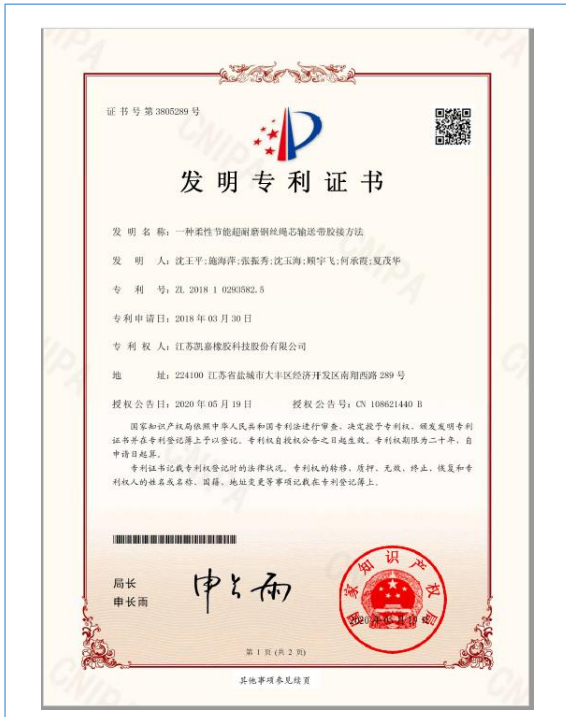 证书号第3805289号
发明专利证书
发明名称：一种柔性节能超耐磨钢丝绳芯输送带胶接方法
发明人：沈王平;施海萍;张振秀;沈玉海;顾宇飞;何承霞;夏茂华
专利号：ZL 2018 1 0293582.5
专利申请日：2018年03月30日
专利权人：江苏凯嘉橡胶科技股份有限公司
地址：224100 江苏省盐城市大丰区经济开发区南翔西路289号
授权公告日：2020年05月19日 授权公告号：CN 108621440 B
国家知识产权局依照中华人民共和国专利法进行审查，决定授予专利权，颁发发明专利
证书并在专利登记簿上予以登记。专利权自授权公告之日起生效。专利权期限为二十年，自
申请日起算。
专利证书记载专利权登记时的法律状况。专利权的转移、质押、无效、终止、恢复和专
利权人的姓名或名称、国籍、地址变更等事项记载在专利登记簿上。
局长
申长雨
申长雨
国家知识产权局
2020年05月19日
第 1 页 (共 2 页)
其他事项参见续页
CNIPA